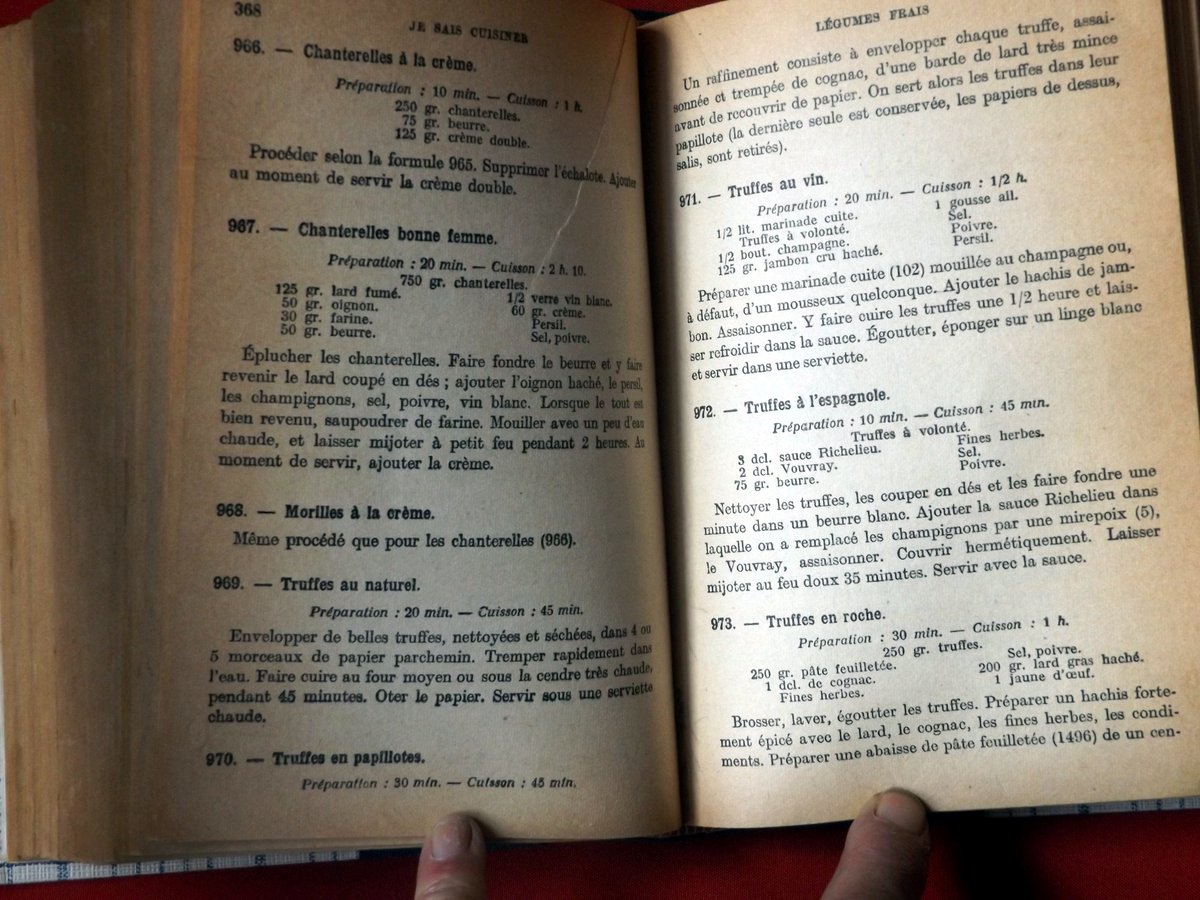 368
JE SAIS CUISINER
966. — Chanterelles à la crème.
Préparation : 10 min. — Cuisson : 1 h.
250 gr. chanterelles.
75 gr. beurre.
125 gr. crème double.
Procéder selon la formule 965. Supprimer l'échalote. Ajouter
au moment de servir la crème double.
967. — Chanterelles bonne femme.
Préparation : 20 min. — Cuisson : 2 h. 10.
750 gr. chanterelles.
125 gr. lard fumé. 1/2 verre vin blanc.
50 gr. oignon. 60 gr. crème.
30 gr. farine. Persil.
50 gr. beurre. Sel, poivre.
Éplucher les chanterelles. Faire fondre le beurre et y faire
revenir le lard coupé en dés ; ajouter l'oignon haché, le persil,
les champignons, sel, poivre, vin blanc. Lorsque le tout est
bien revenu, saupoudrer de farine. Mouiller avec un peu d'eau
chaude, et laisser mijoter à petit feu pendant 2 heures. Au
moment de servir, ajouter la crème.
968. — Morilles à la crème.
Même procédé que pour les chanterelles (966).
969. — Truffes au naturel.
Préparation : 20 min. — Cuisson : 45 min.
Envelopper de belles truffes, nettoyées et séchées, dans 4 ou
5 morceaux de papier parchemin. Tremper rapidement dans
l'eau. Faire cuire au four moyen ou sous la cendre très chaude,
pendant 45 minutes. Oter le papier. Servir sous une serviette
chaude.
970. — Truffes en papillotes.
Préparation : 30 min. — Cuisson : 45 min.
LÉGUMES FRAIS
Un raffinement consiste à envelopper chaque truffe, assai-
sonnée et trempée de cognac, d'une barde de lard très mince
avant de recouvrir de papier. On sert alors les truffes dans leur
papillote (la dernière seule est conservée, les papiers de dessus,
salis, sont retirés).
971. — Truffes au vin.
Préparation : 20 min. — Cuisson : 1/2 h.
1/2 lit. marinade cuite. 1 gousse ail.
Truffes à volonté. Sel.
1/2 bout. champagne. Poivre.
125 gr. jambon cru haché. Persil.
Préparer une marinade cuite (102) mouillée au champagne ou,
à défaut, d'un mousseux quelconque. Ajouter le hachis de jam-
bon. Assaisonner. Y faire cuire les truffes une 1/2 heure et lais-
ser refroidir dans la sauce. Égoutter, éponger sur un linge blanc
et servir dans une serviette.
972. — Truffes à l'espagnole.
Préparation : 10 min. — Cuisson : 45 min.
Truffes à volonté.
3 dcl. sauce Richelieu. Fines herbes.
2 dcl. Vouvray. Sel.
75 gr. beurre. Poivre.
Nettoyer les truffes, les couper en dés et les faire fondre une
minute dans un beurre blanc. Ajouter la sauce Richelieu dans
laquelle on a remplacé les champignons par une mirepoix (5),
le Vouvray, assaisonner. Couvrir hermétiquement. Laisser
mijoter au feu doux 35 minutes. Servir avec la sauce.
973. — Truffes en roche.
Préparation : 30 min. — Cuisson : 1 h.
250 gr. truffes.
250 gr. pâte feuilletée. Sel, poivre.
1 dcl. de cognac. 200 gr. lard gras haché.
Fines herbes. 1 jaune d'œuf.
Brosser, laver, égoutter les truffes. Préparer un hachis forte-
ment épicé avec le lard, le cognac, les fines herbes, les condi-
ments. Préparer une abaisse de pâte feuilletée (1496) de un cen-